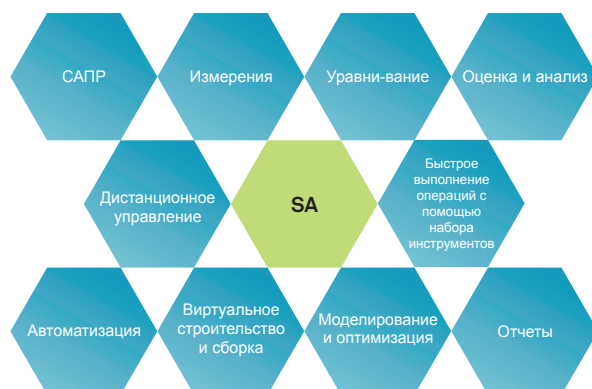 САПР
Измерения
Уравни-вание
Оценка и анализ
Дистанционное
управление
SA
Быстрое
выполнение
операций с
помощью
набора
инструментов
Автоматизация
Виртуальное
строительство
и сборка
Моделирование
и оптимизация
Отчеты